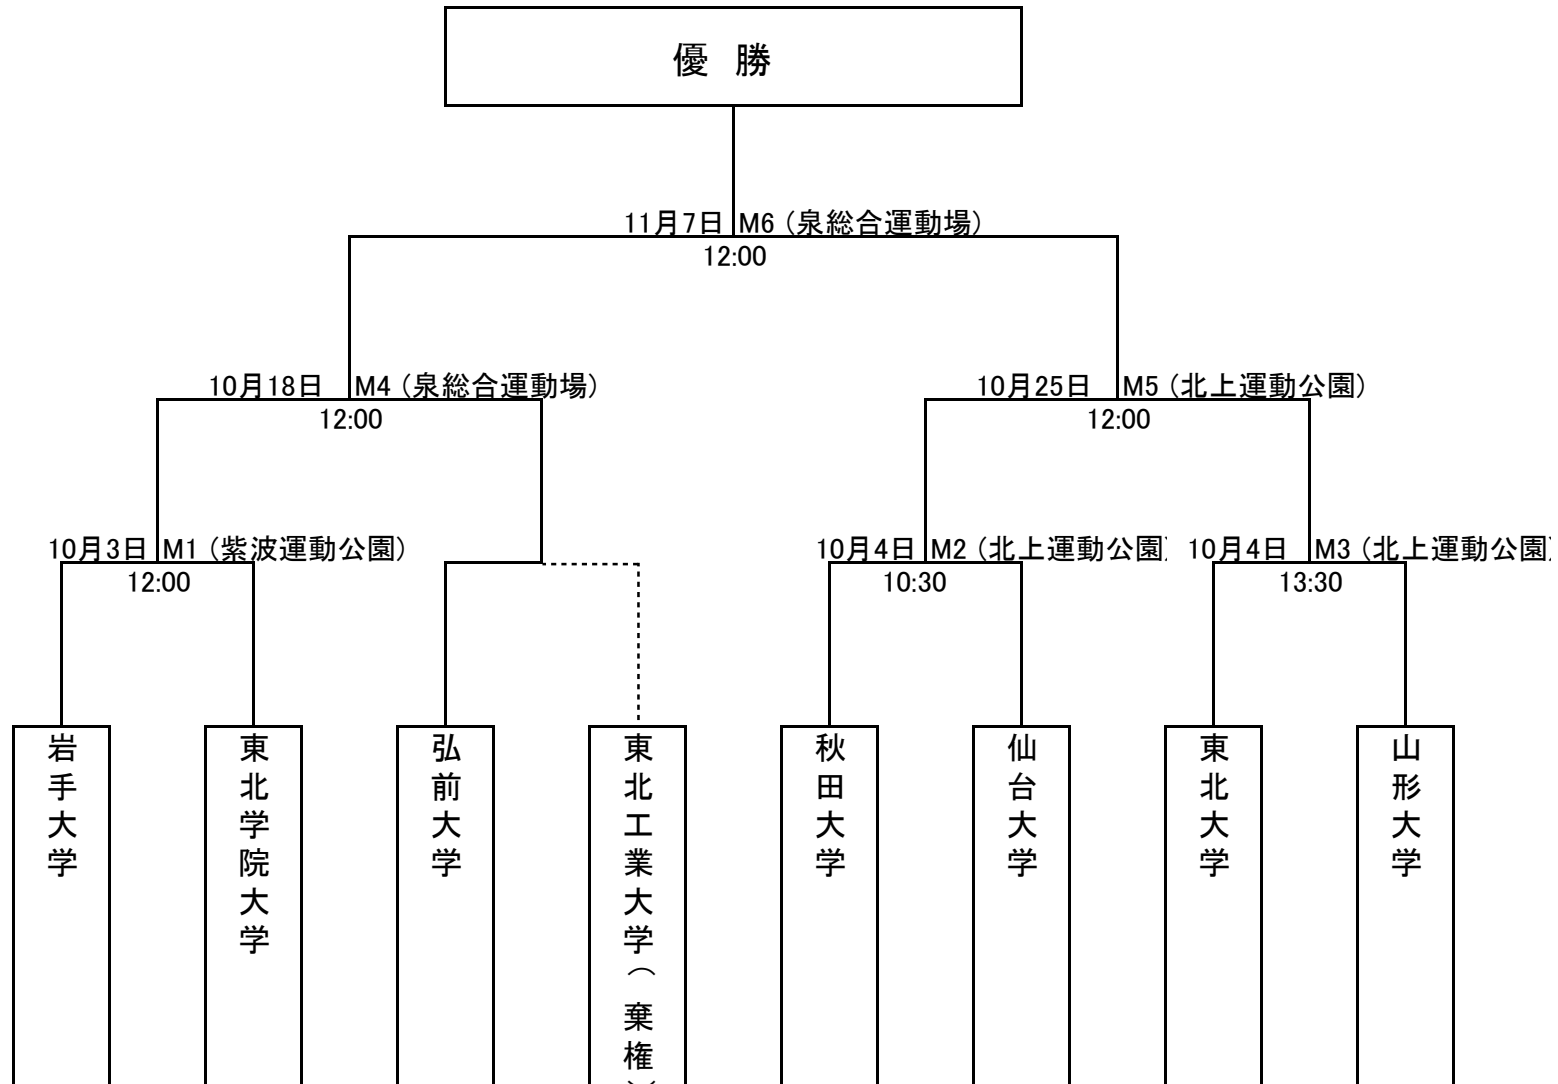 優 勝
11月7日 M6 (泉総合運動場)
12:00
10月18日 M4 (泉総合運動場)
12:00
10月25日 M5 (北上運動公園)
12:00
10月3日 M1 (紫波運動公園)
12:00
10月4日 M2 (北上運動公園)
10:30
10月4日 M3 (北上運動公園)
13:30
岩手大学
東北学院大学
弘前大学
東北工業大学(棄権)
秋田大学
仙台大学
東北大学
山形大学